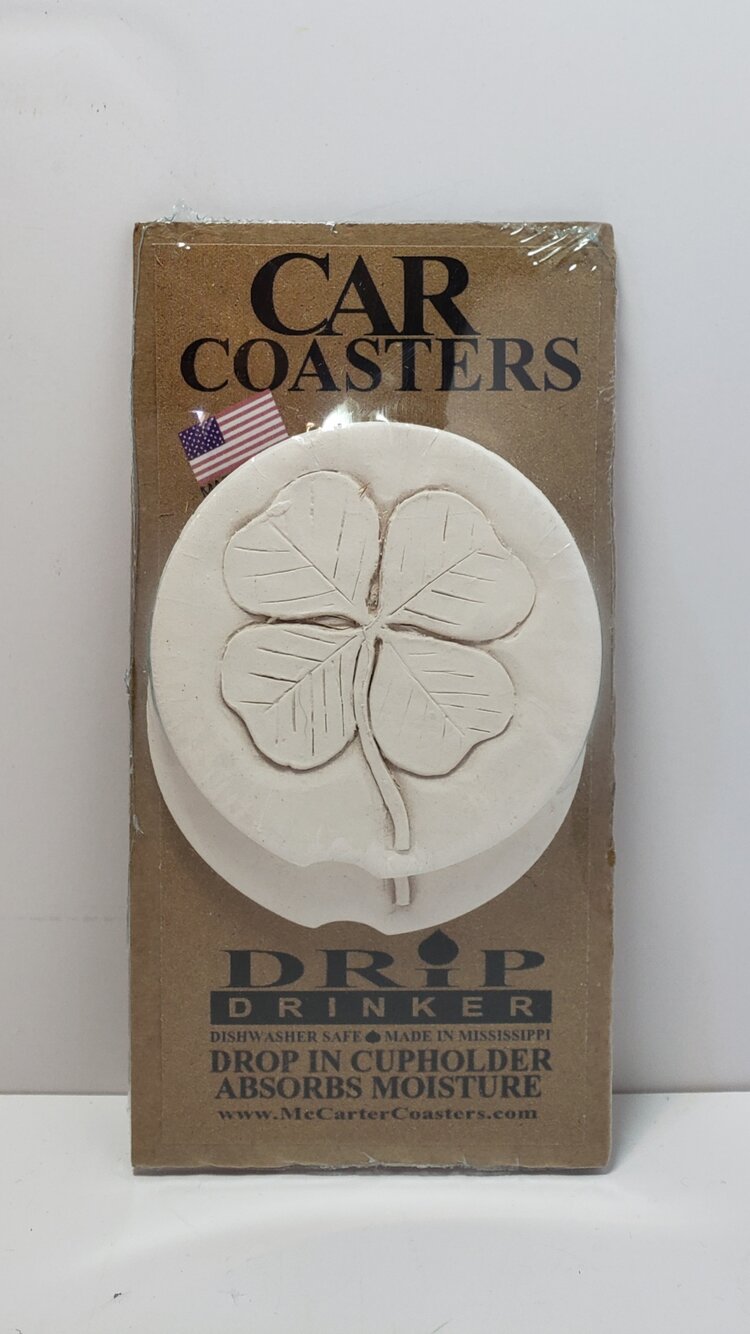 CAR
COASTERS
DRiP
DRINKER
DISHWASHER SAFE MADE IN MISSISSIPPI
DROP IN CUPHOLDER
ABSORBS MOISTURE
www.McCarterCoasters.com